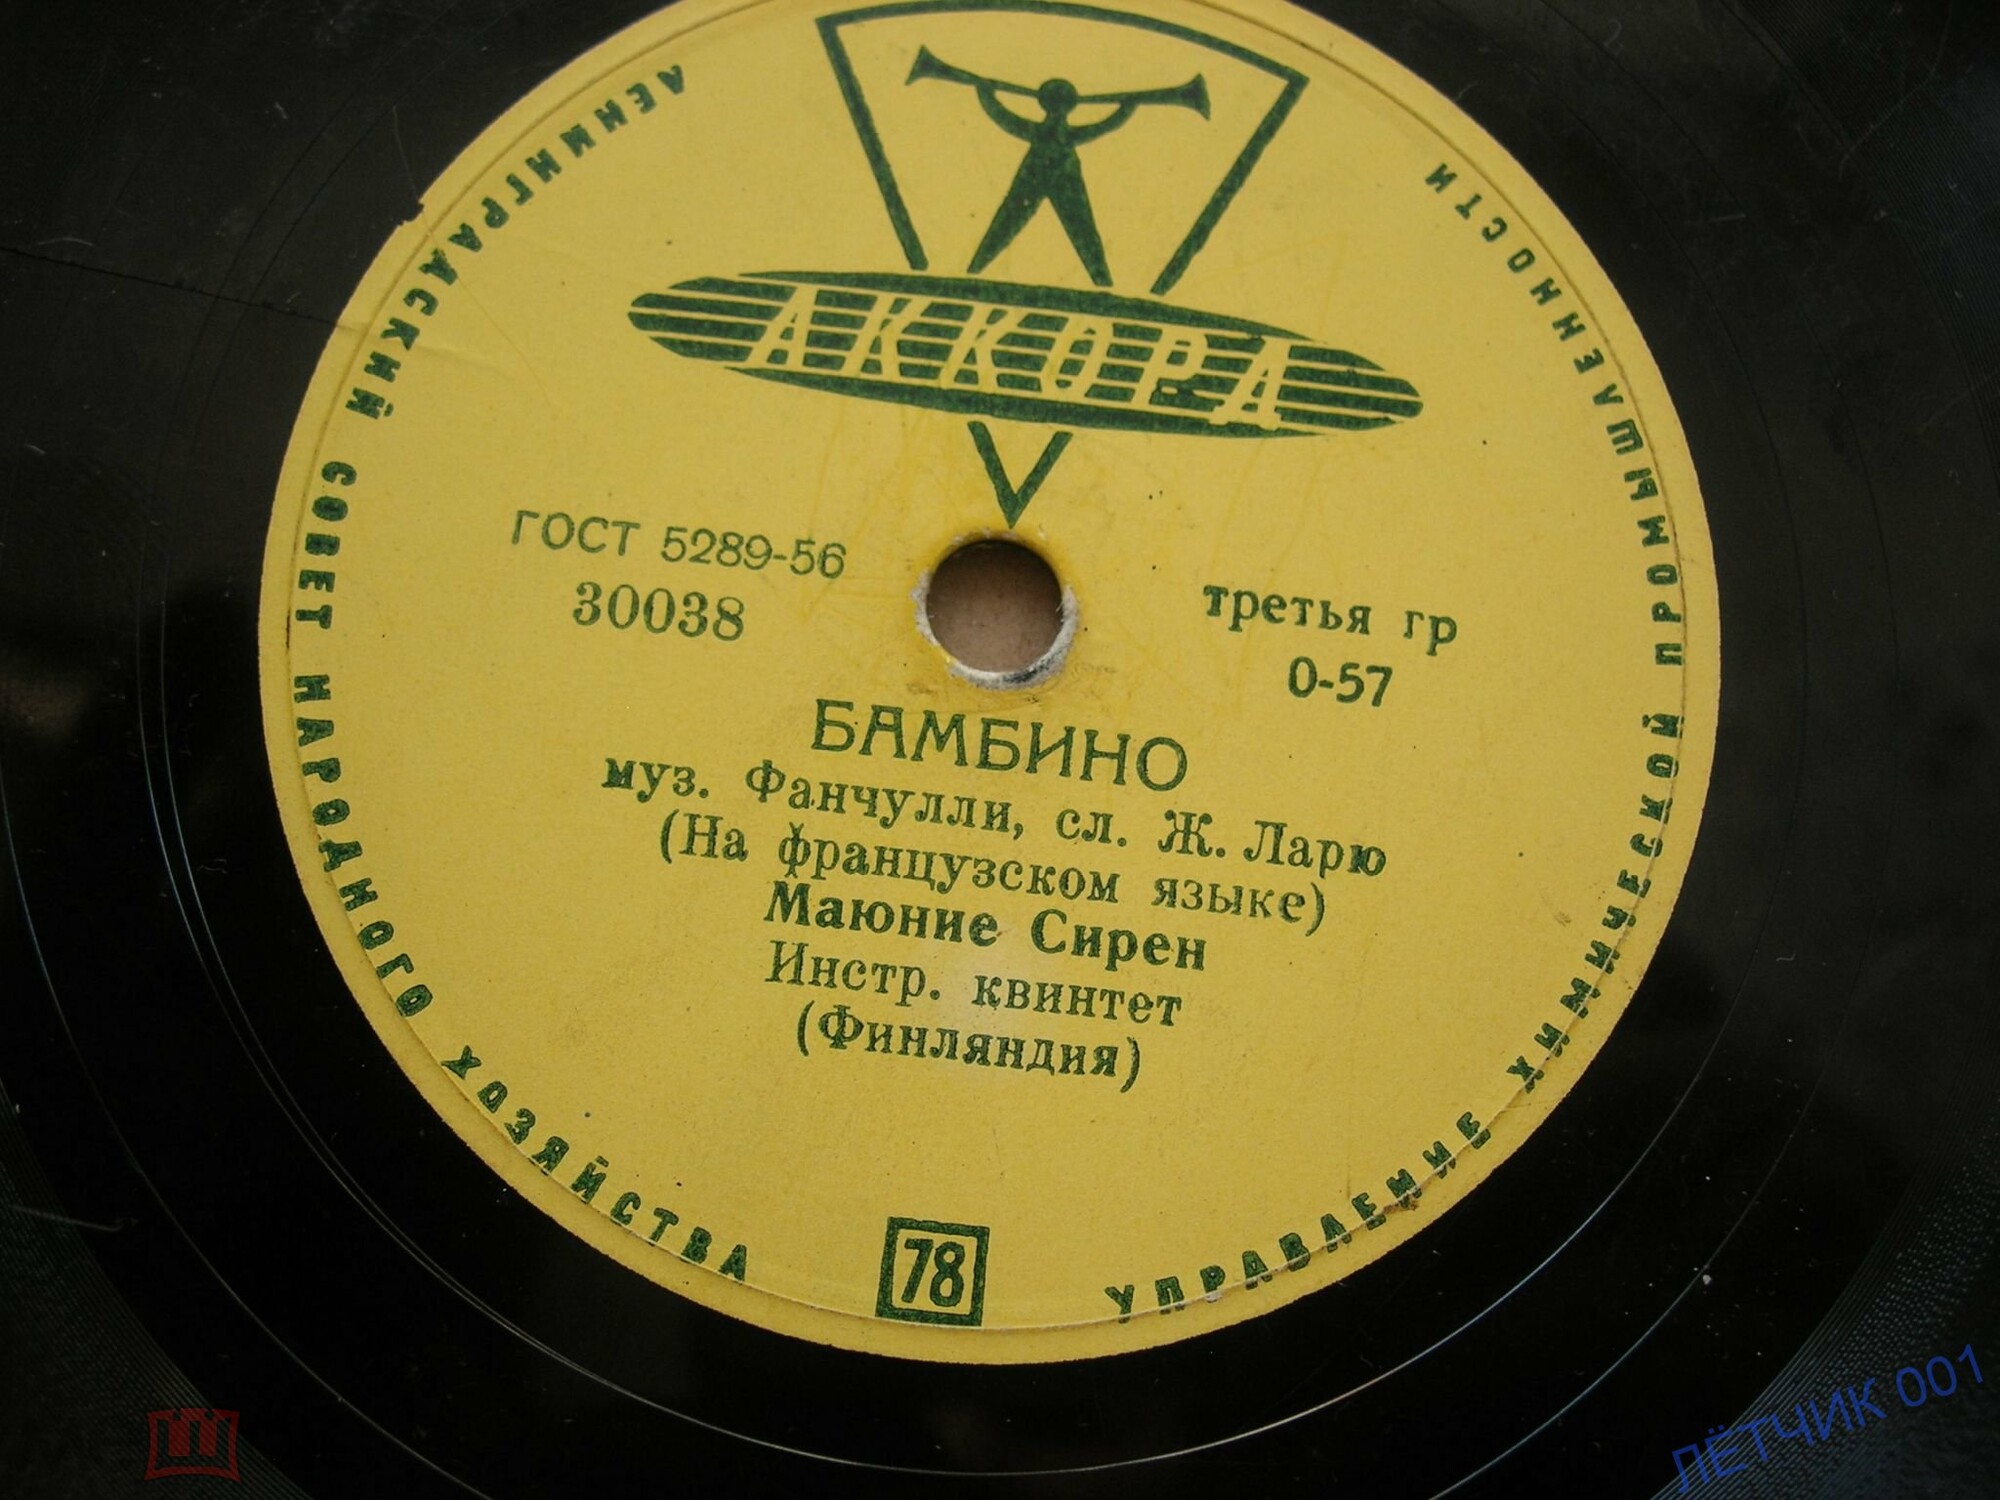 ЛЕНИНГРАДСКИЙ СОВЕТ НАРОДНОГО ХОЗЯЙСТВА
УПРАВЛЕНИЕ ХИМИЧЕСКОЙ ПРОМЫШЛЕННОСТИ
АККОРД
ГОСТ 5289-56
30038
третья гр
0-57
БАМБИНО
муз. Фанчулли, сл. Ж. Ларю
(На французском языке)
Маюние Сирен
Инстр. квинтет
(Финляндия)
78
ЛЁТЧИК 001